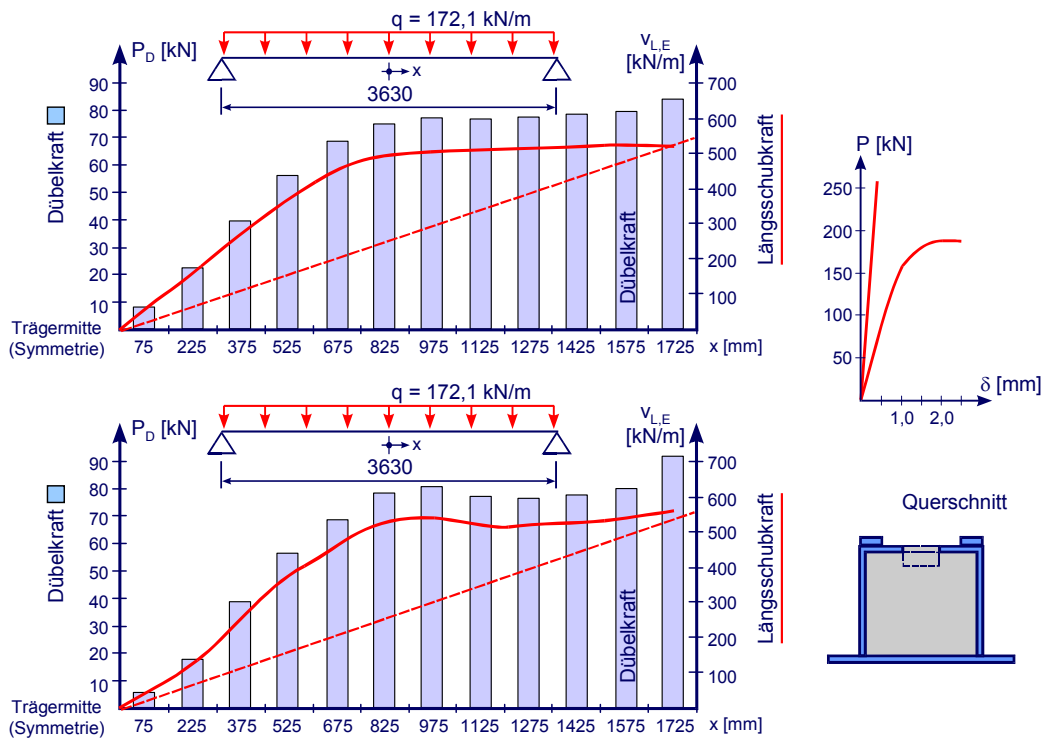 q = 172,1 kN/m
P_D [kN]
v_L,E
[kN/m]
x
3630
90
80
70
60
50
40
30
20
10
700
600
500
400
300
200
100
Dübelkraft
Dübelkraft
Längsschubkraft
Trägermitte
(Symmetrie)
75 225 375 525 675 825 975 1125 1275 1425 1575 1725 x [mm]
P [kN]
250
200
150
100
50
1,0 2,0
δ [mm]
q = 172,1 kN/m
P_D [kN]
v_L,E
[kN/m]
x
3630
90
80
70
60
50
40
30
20
10
700
600
500
400
300
200
100
Dübelkraft
Dübelkraft
Längsschubkraft
Trägermitte
(Symmetrie)
75 225 375 525 675 825 975 1125 1275 1425 1575 1725 x [mm]
Querschnitt